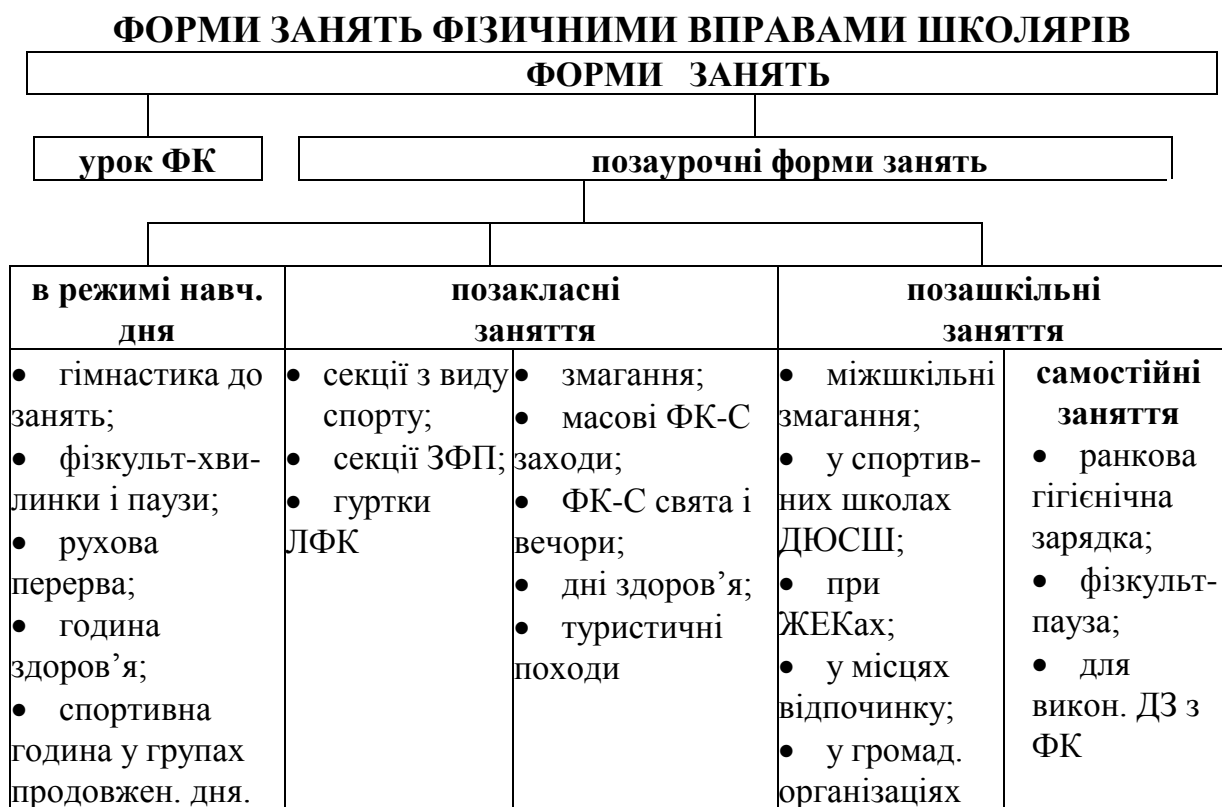 ФОРМИ ЗАНЯТЬ ФІЗИЧНИМИ ВПРАВАМИ ШКОЛЯРІВ
ФОРМИ ЗАНЯТЬ
урок ФК
позаурочні форми занять
в режимі навч.
дня
• гімнастика до
занять;
• фізкульт-хви-
линки і паузи;
• рухова
перерва;
• година
здоров’я;
• спортивна
година у групах
продовжен. дня.
позакласні
заняття
• секції з виду
спорту;
• секції ЗФП;
• гуртки
ЛФК
• змагання;
• масові ФК-С
заходи;
• ФК-С свята і
вечори;
• дні здоров’я;
• туристичні
походи
позашкільні
заняття
• міжшкільні
змагання;
• у спортив-
них школах
ДЮСШ;
• при
ЖЕКах;
• у місцях
відпочинку;
• у громад.
організаціях
самостійні
заняття
• ранкова
гігієнічна
зарядка;
• фізкульт-
пауза;
• для
викон. ДЗ з
ФК